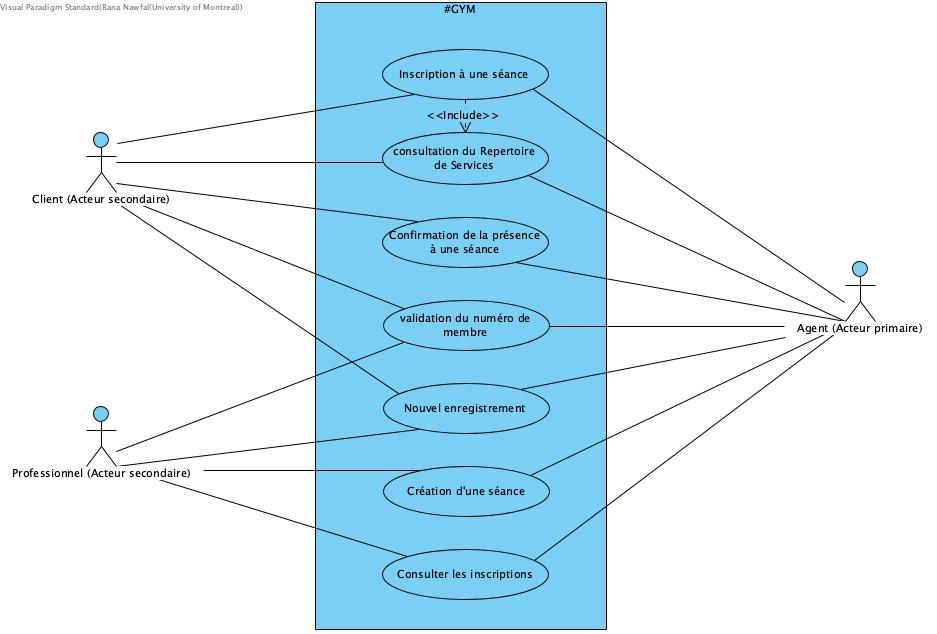 Visual Paradigm Standard(Rana Nawfal(University of Montreal))
#GYM
Inscription à une séance
<<Include>>
consultation du Repertoire
de Services
Client (Acteur secondaire)
Confirmation de la présence
à une séance
validation du numéro de
membre
Agent (Acteur primaire)
Nouvel enregistrement
Professionnel (Acteur secondaire)
Création d'une séance
Consulter les inscriptions